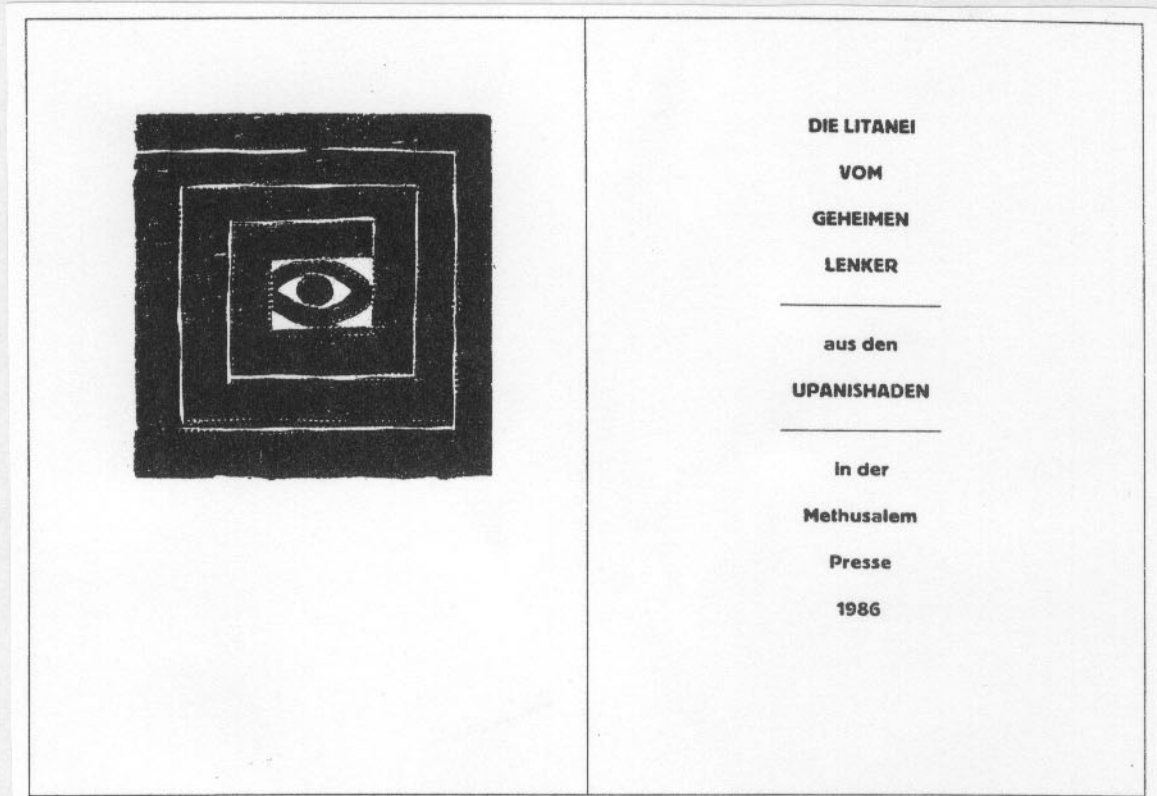 DIE LITANEI
VOM
GEHEIMEN
LENKER
aus den
UPANISHADEN
in der
Methusalem
Presse
1986